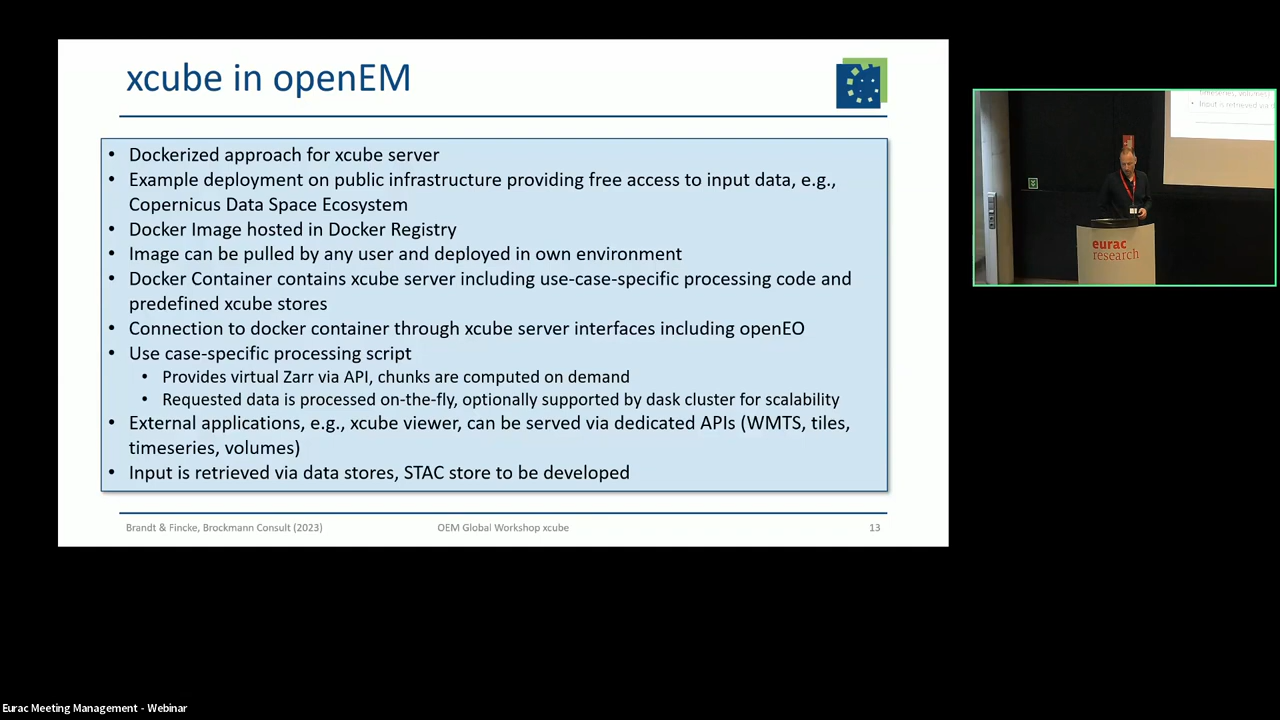 xcube in openEM
• Dockerized approach for xcube server
• Example deployment on public infrastructure providing free access to input data, e.g.,
Copernicus Data Space Ecosystem
• Docker Image hosted in Docker Registry
• Image can be pulled by any user and deployed in own environment
• Docker Container contains xcube server including use-case-specific processing code and
predefined xcube stores
• Connection to docker container through xcube server interfaces including openEO
• Use case-specific processing script
• Provides virtual Zarr via API, chunks are computed on demand
• Requested data is processed on-the-fly, optionally supported by dask cluster for scalability
• External applications, e.g., xcube viewer, can be served via dedicated APIs (WMTS, tiles,
timeseries, volumes)
• Input is retrieved via data stores, STAC store to be developed
Brandt & Fincke, Brockmann Consult (2023)
OEM Global Workshop xcube
13
• Input is retrieved via
eurac
research
Eurac Meeting Management - Webinar